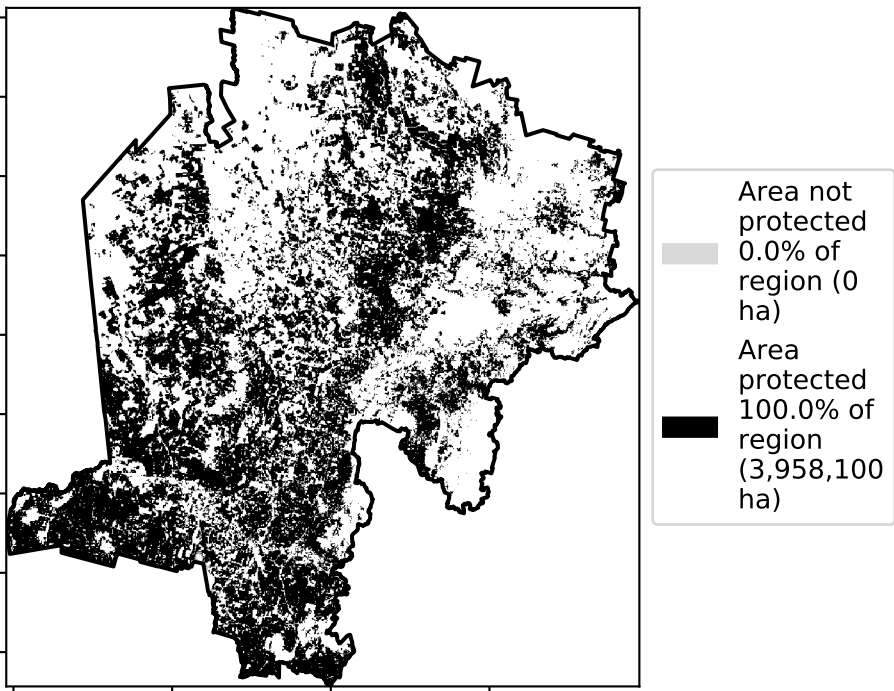 Area not
protected
0.0% of
region (0
ha)
Area
protected
100.0% of
region
(3,958,100
ha)